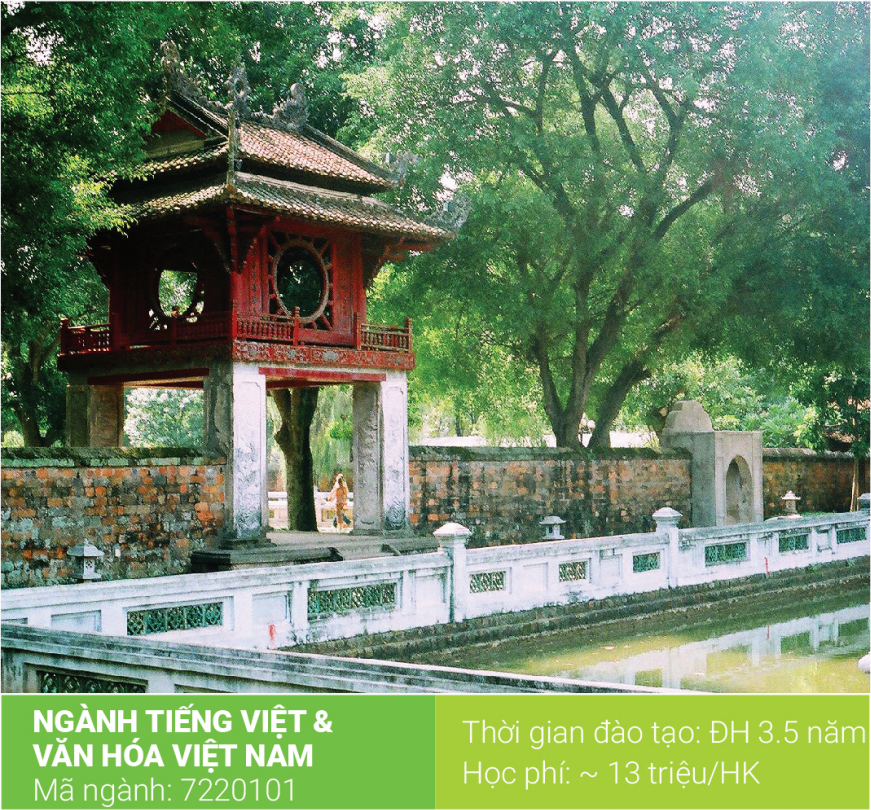 NGÀNH TIẾNG VIỆT &
VĂN HÓA VIỆT NAM
Mã ngành: 7220101
Thời gian đào tạo: ĐH 3.5 năm
Học phí: ~ 13 triệu/HK